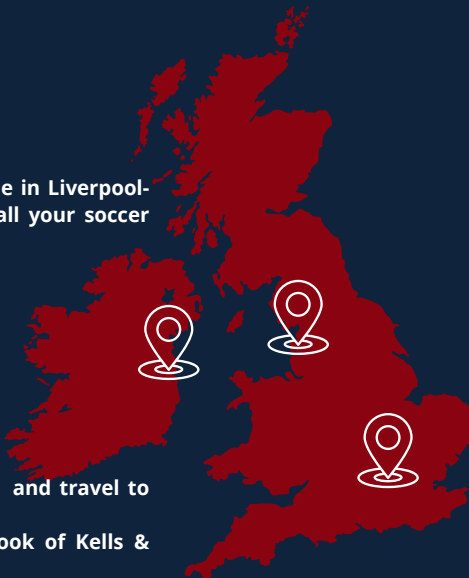 e in Liverpool-
all your soccer
and travel to
ook of Kells &